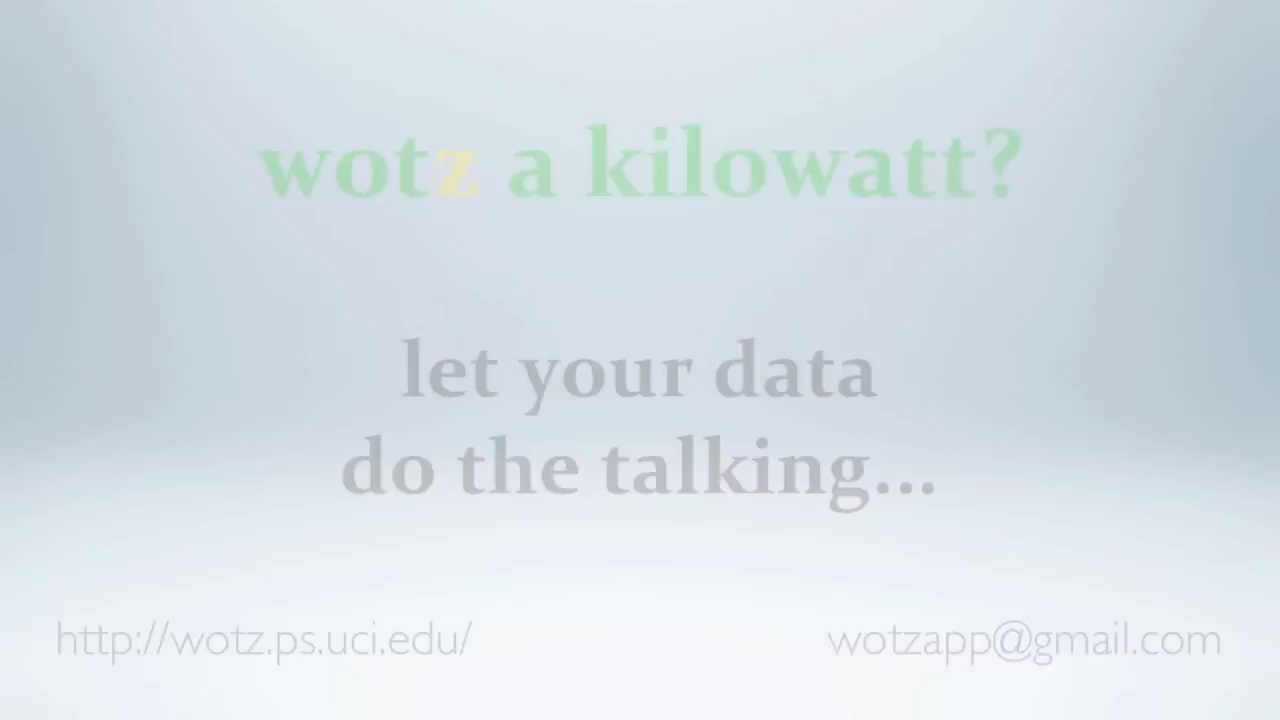 wotz a kilowatt?
let your data
do the talking...
http://wotz.ps.uci.edu/
wotzapp@gmail.com